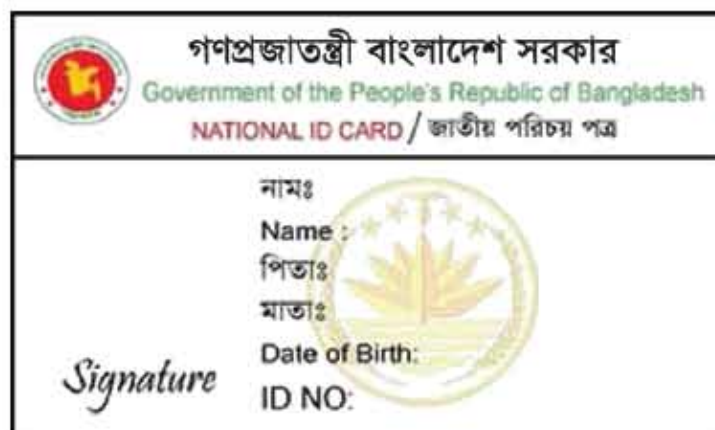 গণপ্রজাতন্ত্রী বাংলাদেশ সরকার
Government of the People's Republic of Bangladesh
NATIONAL ID CARD / জাতীয় পরিচয় পত্র
নামঃ
Name :
পিতাঃ
মাতাঃ
Date of Birth:
Signature
ID NO: